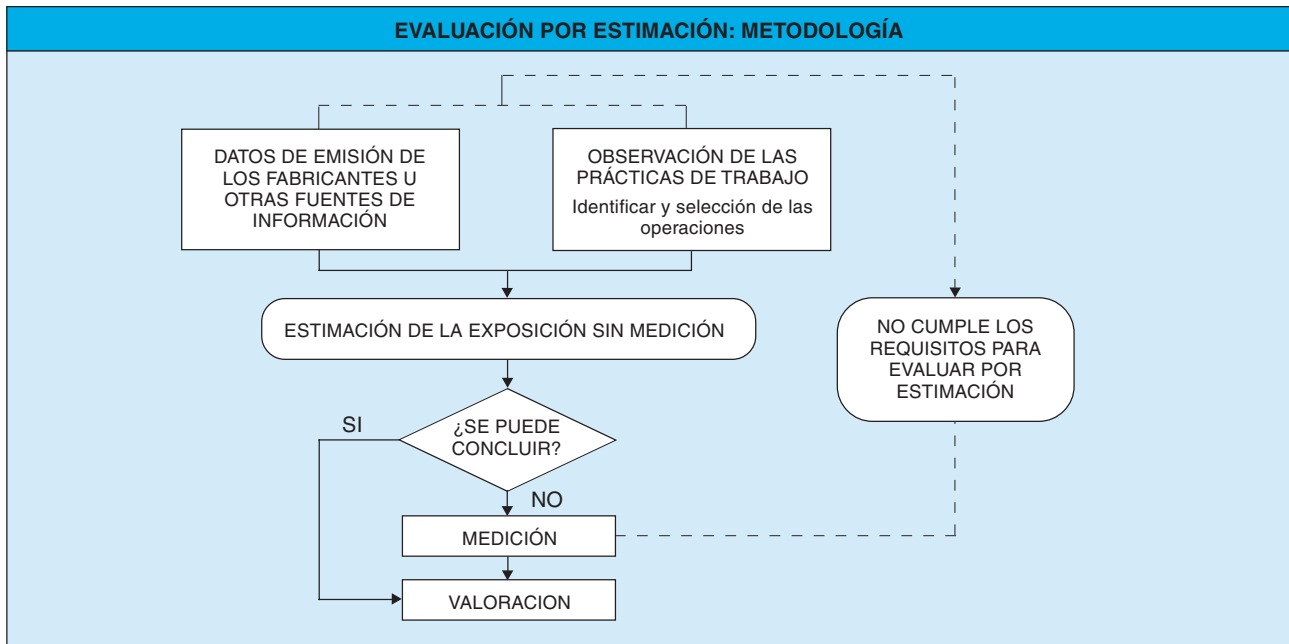 EVALUACIÓN POR ESTIMACIÓN: METODOLOGÍA
DATOS DE EMISIÓN DE
LOS FABRICANTES U
OTRAS FUENTES DE
INFORMACIÓN
OBSERVACIÓN DE LAS
PRÁCTICAS DE TRABAJO
Identificar y selección de las
operaciones
ESTIMACIÓN DE LA EXPOSICIÓN SIN MEDICIÓN
NO CUMPLE LOS
REQUISITOS PARA
EVALUAR POR
ESTIMACIÓN
SI
¿SE PUEDE
CONCLUIR?
NO
MEDICIÓN
VALORACION